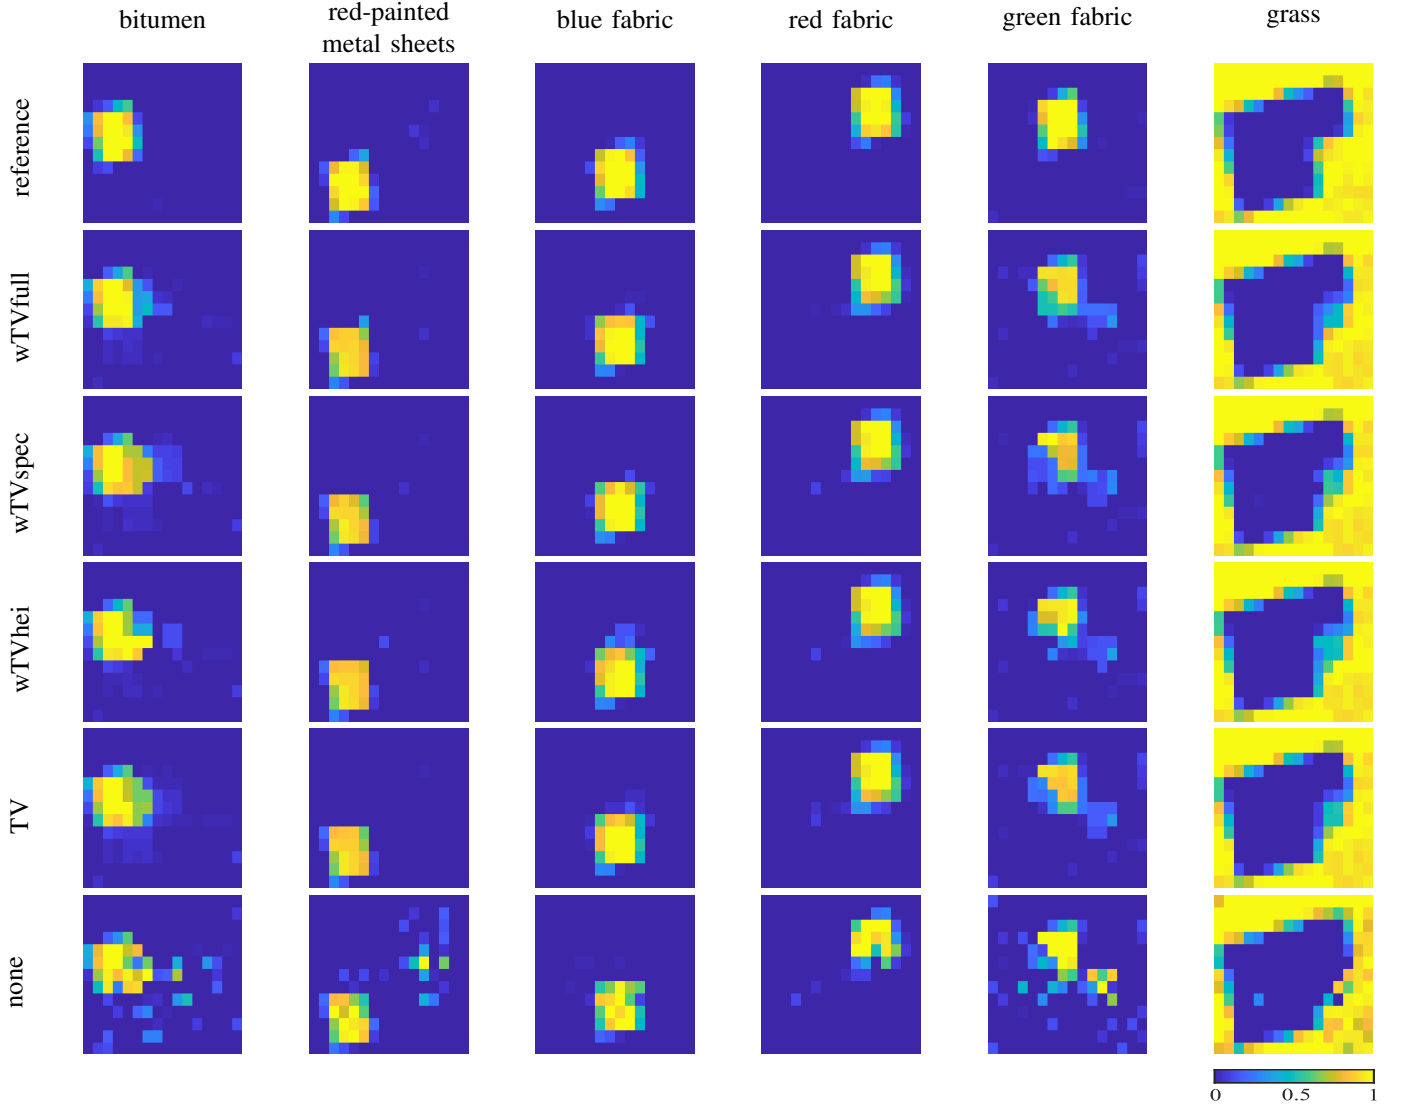 bitumen
red-painted
metal sheets
blue fabric
red fabric
green fabric
grass
reference
wTVfull
wTVspec
wTVhei
TV
none
0 0.5 1